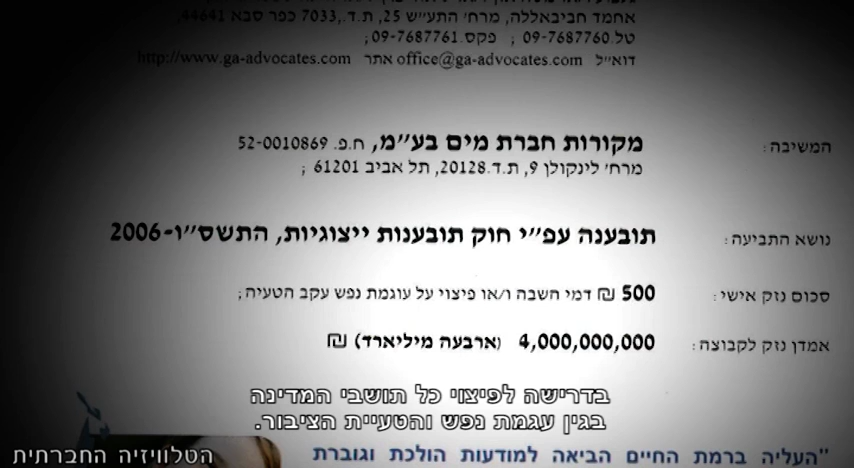 אחמד חביבאללה, מרח׳ התע״ש 25, ת.ד. 7033, כפר סבא 44641,
טל. 09-7687760 ; פקס. 09-7687761;
דוא״ל office@ga-advocates.com אתר http://www.ga-advocates.com
המשיבה: מקורות חברת מים בע״מ, ח.פ. 52-0010869
מרח׳ לינקולן 9, ת.ד. 20128, תל אביב 61201 ;
נושא התביעה: תובענה עפ״י חוק תובענות ייצוגיות, התשס״ו-2006
סכום נזק אישי: 500 ₪ דמי השבה ו/או פיצוי על עוגמת נפש עקב הטעיה;
אמדן נזק לקבוצה: 4,000,000,000 (ארבעה מיליארד) ₪
בדרישה לפיצוי כל תושבי המדינה
בגין עגמת נפש והטעיית הציבור.
"העליה ברמת החיים הביאה למודעות הולכת וגוברת
הטלוויזיה החברתית